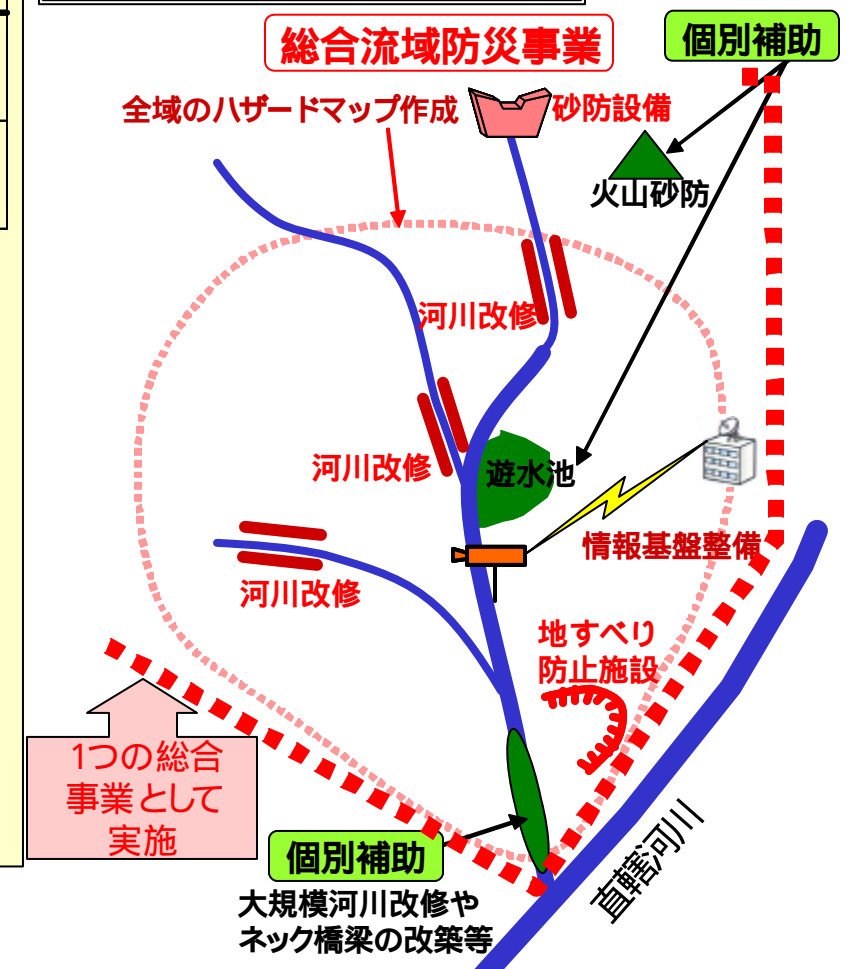 総合流域防災事業
個別補助
全域のハザードマップ作成
砂防設備
火山砂防
河川改修
河川改修
遊水池
情報基盤整備
河川改修
地すべり
防止施設
1つの総合
事業として
実施
個別補助
大規模河川改修や
ネック橋梁の改築等
直轄河川